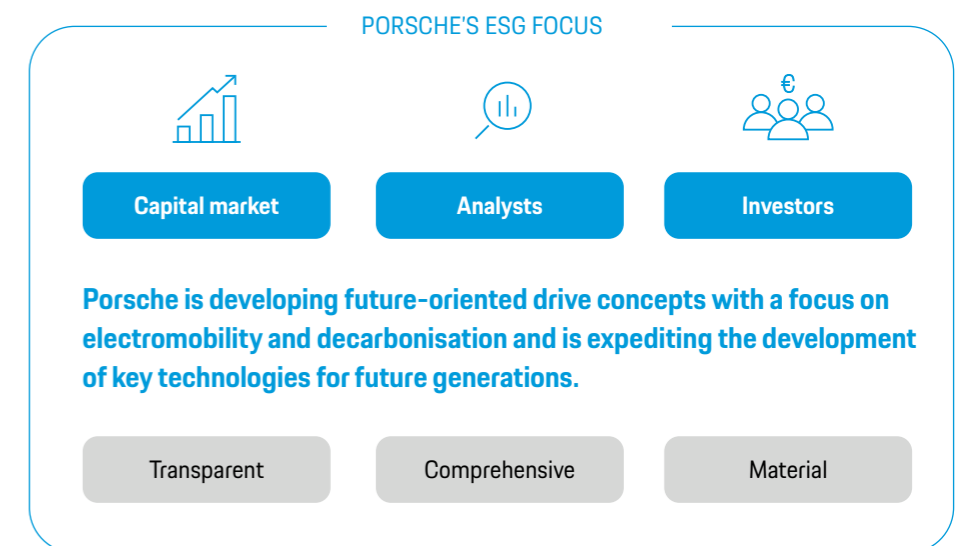 PORSCHE'S ESG FOCUS
€
Capital market
Analysts
Investors
Porsche is developing future-oriented drive concepts with a focus on
electromobility and decarbonisation and is expediting the development
of key technologies for future generations.
Transparent
Comprehensive
Material